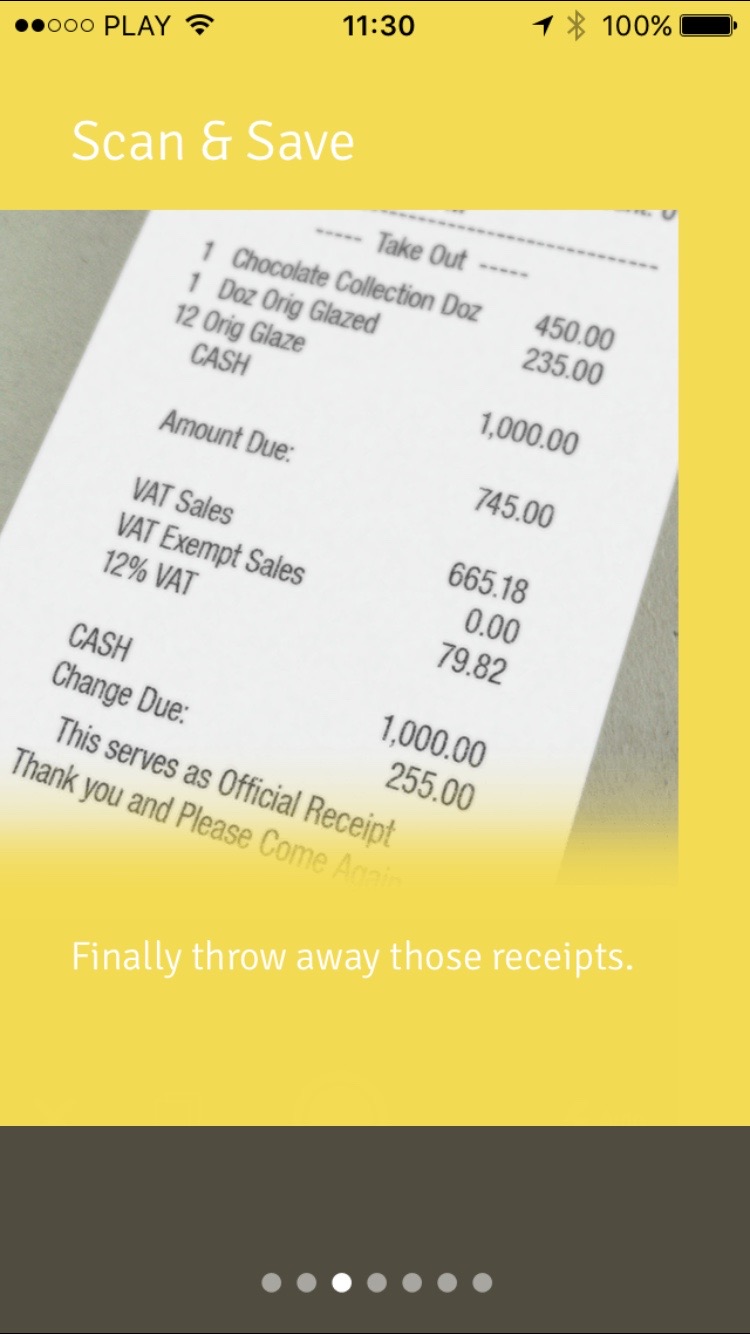 PLAY 11:30 100%
Scan & Save
----- Take Out -----
1 Chocolate Collection Doz 450.00
1 Doz Orig Glazed 235.00
12 Orig Glaze
CASH 1,000.00
Amount Due: 745.00
VAT Sales 665.18
VAT Exempt Sales 0.00
12% VAT 79.82
CASH 1,000.00
Change Due: 255.00
This serves as Official Receipt
Thank you and Please Come Again
Finally throw away those receipts.